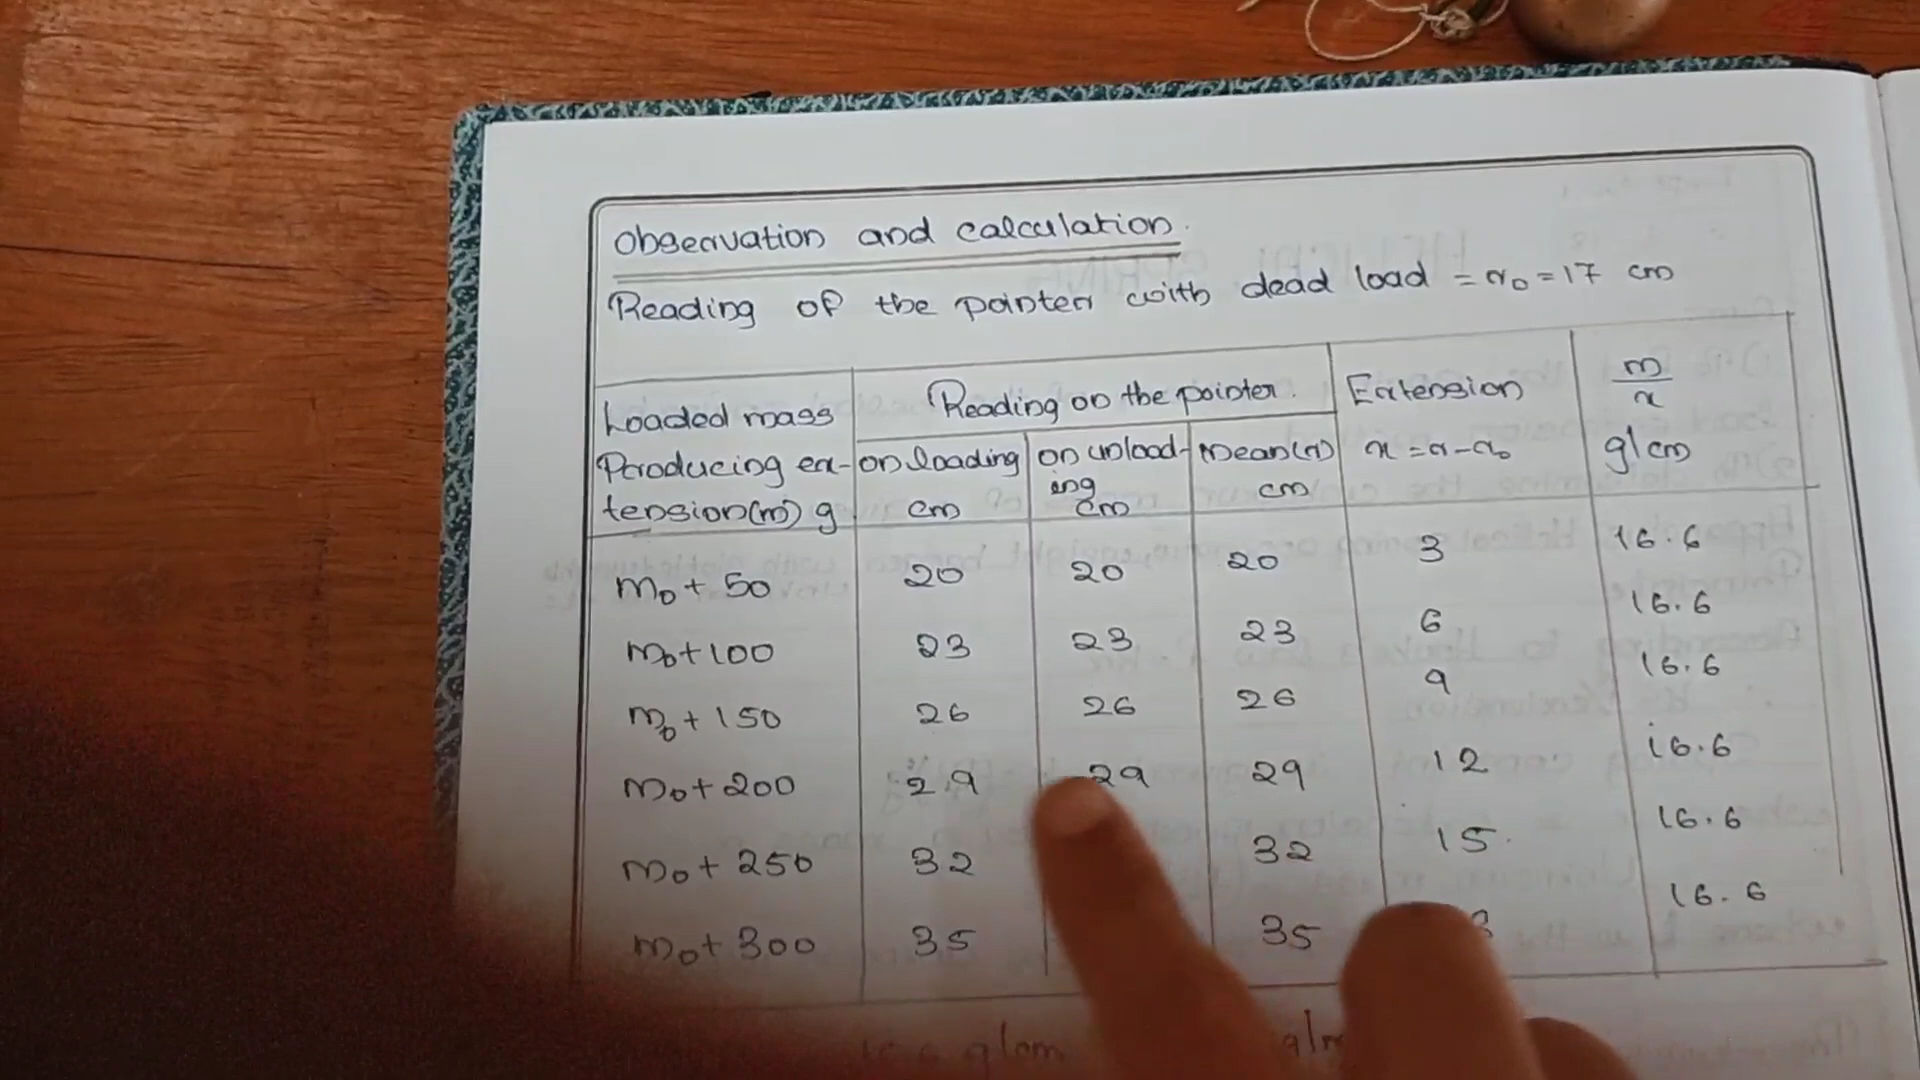 Observation and calculation.
Reading of the pointer with dead load = r₀ = 17 cm
Loaded mass Producing ex-tension(m) g
Reading on the pointer.
on loading cm
on unload-ing cm
Mean(r) cm
Extension x = r - r₀
m/x g/cm
m₀ + 50 20 20 20 3 16.6
m₀ + 100 23 23 23 6 16.6
m₀ + 150 26 26 26 9 16.6
m₀ + 200 29 29 29 12 16.6
m₀ + 250 32 32 15 16.6
m₀ + 300 35 35 16.6